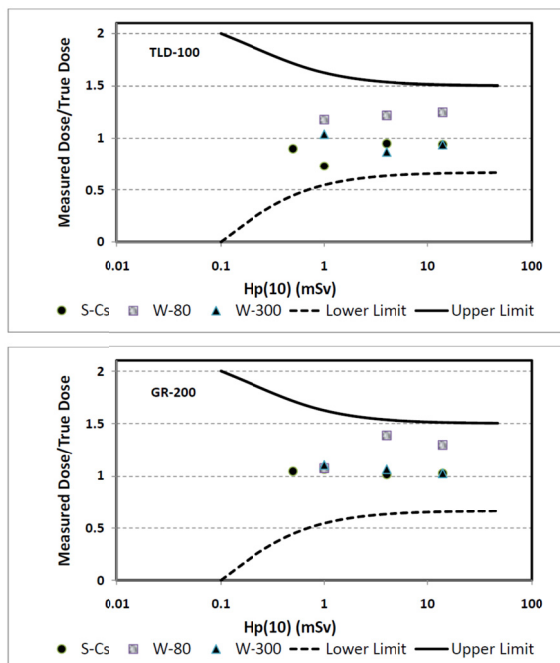 2
TLD-100
1.5
1
0.5
0
Measured Dose/True Dose
0.01 0.1 1 10 100
Hp(10) (mSv)
S-Cs W-80 W-300 Lower Limit Upper Limit
2
GR-200
1.5
1
0.5
0
Measured Dose/True Dose
0.01 0.1 1 10 100
Hp(10) (mSv)
S-Cs W-80 W-300 Lower Limit Upper Limit